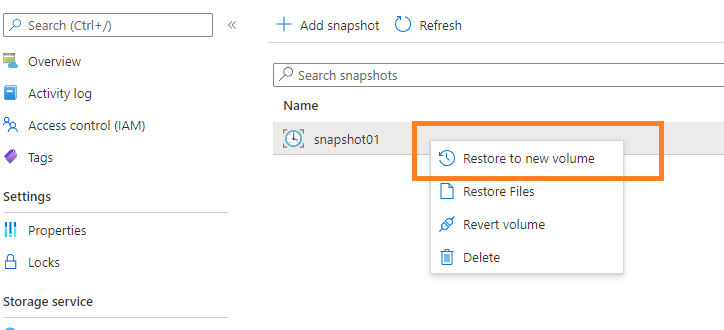 Search (Ctrl+/)
«
Overview
Activity log
Access control (IAM)
Tags
Settings
Properties
Locks
Storage service
Add snapshot Refresh
Search snapshots
Name
snapshot01
Restore to new volume
Restore Files
Revert volume
Delete